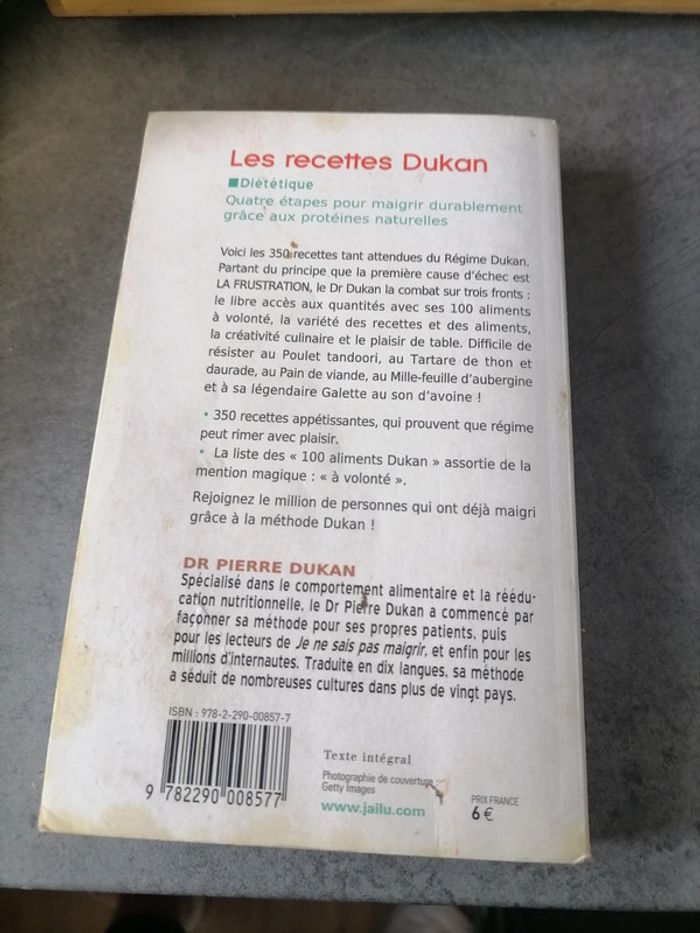 Les recettes Dukan
■Diététique
Quatre étapes pour maigrir durablement
grâce aux protéines naturelles
Voici les 350 recettes tant attendues du Régime Dukan.
Partant du principe que la première cause d'échec est
LA FRUSTRATION, le Dr Dukan la combat sur trois fronts :
le libre accès aux quantités avec ses 100 aliments
à volonté, la variété des recettes et des aliments,
la créativité culinaire et le plaisir de table. Difficile de
résister au Poulet tandoori, au Tartare de thon et
daurade, au Pain de viande, au Mille-feuille d'aubergine
et à sa légendaire Galette au son d'avoine !
• 350 recettes appétissantes, qui prouvent que régime
peut rimer avec plaisir.
• La liste des « 100 aliments Dukan » assortie de la
mention magique : « à volonté ».
Rejoignez le million de personnes qui ont déjà maigri
grâce à la méthode Dukan !
DR PIERRE DUKAN
Spécialisé dans le comportement alimentaire et la réédu-
cation nutritionnelle, le Dr Pierre Dukan a commencé par
façonner sa méthode pour ses propres patients, puis
pour les lecteurs de Je ne sais pas maigrir, et enfin pour les
millions d'internautes. Traduite en dix langues, sa méthode
a séduit de nombreuses cultures dans plus de vingt pays.
ISBN : 978-2-290-00857-7
9 782290 008577
Texte intégral
Photographie de couverture :
Getty Images
www.jailu.com
PRIX FRANCE
6 €